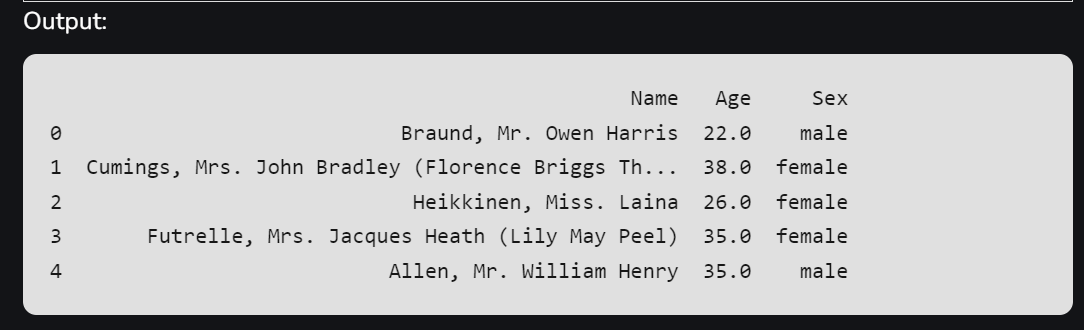 Output:
Name Age Sex
0 Braund, Mr. Owen Harris 22.0 male
1 Cumings, Mrs. John Bradley (Florence Briggs Th... 38.0 female
2 Heikkinen, Miss. Laina 26.0 female
3 Futrelle, Mrs. Jacques Heath (Lily May Peel) 35.0 female
4 Allen, Mr. William Henry 35.0 male